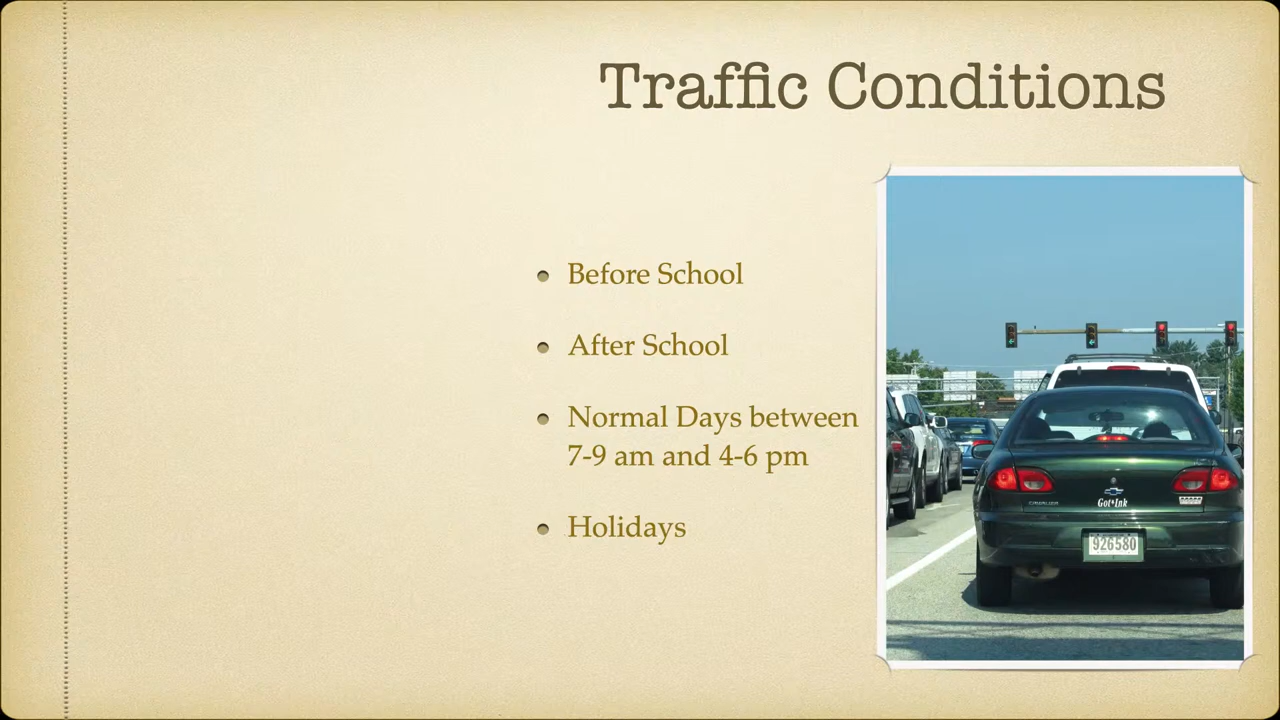 Traffic Conditions
Before School
After School
Normal Days between
7-9 am and 4-6 pm
Holidays
CAVALIER
Got*Ink
926580